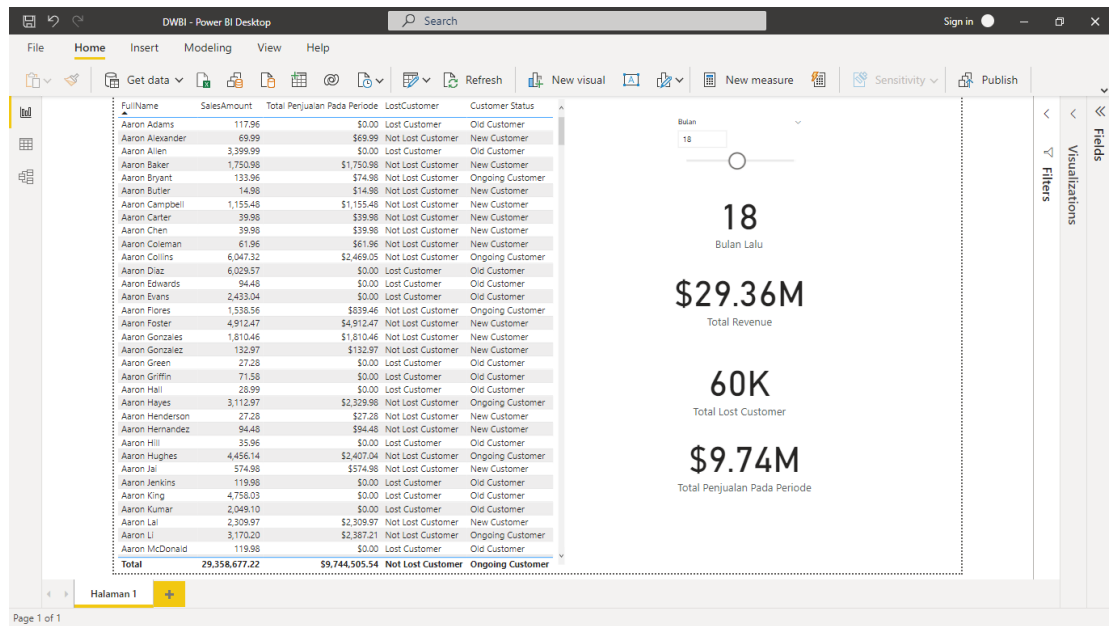 DWBI - Power BI Desktop
Search
Sign in
File Home Insert Modeling View Help
Get data Refresh New visual New measure Sensitivity Publish
FullName SalesAmount Total Penjualan Pada Periode LostCustomer Customer Status
Aaron Adams 117.96 $0.00 Lost Customer Old Customer
Aaron Alexander 69.99 $69.99 Not Lost Customer New Customer
Aaron Allen 3,399.99 $0.00 Lost Customer Old Customer
Aaron Baker 1,750.98 $1,750.98 Not Lost Customer New Customer
Aaron Bryant 133.96 $74.98 Not Lost Customer Ongoing Customer
Aaron Butler 14.98 $14.98 Not Lost Customer New Customer
Aaron Campbell 1,155.48 $1,155.48 Not Lost Customer New Customer
Aaron Carter 39.98 $39.98 Not Lost Customer New Customer
Aaron Chen 39.98 $39.98 Not Lost Customer New Customer
Aaron Coleman 61.96 $61.96 Not Lost Customer New Customer
Aaron Collins 6,047.32 $2,469.05 Not Lost Customer Ongoing Customer
Aaron Diaz 6,029.57 $0.00 Lost Customer Old Customer
Aaron Edwards 94.48 $0.00 Lost Customer Old Customer
Aaron Evans 2,433.04 $0.00 Lost Customer Old Customer
Aaron Flores 1,538.56 $839.46 Not Lost Customer Ongoing Customer
Aaron Foster 4,912.47 $4,912.47 Not Lost Customer New Customer
Aaron Gonzales 1,810.46 $1,810.46 Not Lost Customer New Customer
Aaron Gonzalez 132.97 $132.97 Not Lost Customer New Customer
Aaron Green 27.28 $0.00 Lost Customer Old Customer
Aaron Griffin 71.58 $0.00 Lost Customer Old Customer
Aaron Hall 28.99 $0.00 Lost Customer Old Customer
Aaron Hayes 3,112.97 $2,329.98 Not Lost Customer Ongoing Customer
Aaron Henderson 27.28 $27.28 Not Lost Customer New Customer
Aaron Hernandez 94.48 $94.48 Not Lost Customer New Customer
Aaron Hill 35.96 $0.00 Lost Customer Old Customer
Aaron Hughes 4,456.14 $2,407.04 Not Lost Customer Ongoing Customer
Aaron Jai 574.98 $574.98 Not Lost Customer New Customer
Aaron Jenkins 119.98 $0.00 Lost Customer Old Customer
Aaron King 4,758.03 $0.00 Lost Customer Old Customer
Aaron Kumar 2,049.10 $0.00 Lost Customer Old Customer
Aaron Lal 2,309.97 $2,309.97 Not Lost Customer New Customer
Aaron Li 3,170.20 $2,387.21 Not Lost Customer Ongoing Customer
Aaron McDonald 119.98 $0.00 Lost Customer Old Customer
Total 29,358,677.22 $9,744,505.54 Not Lost Customer Ongoing Customer
Bulan
18
18
Bulan Lalu
$29.36M
Total Revenue
60K
Total Lost Customer
$9.74M
Total Penjualan Pada Periode
Filters
Visualizations
Fields
Halaman 1
Page 1 of 1